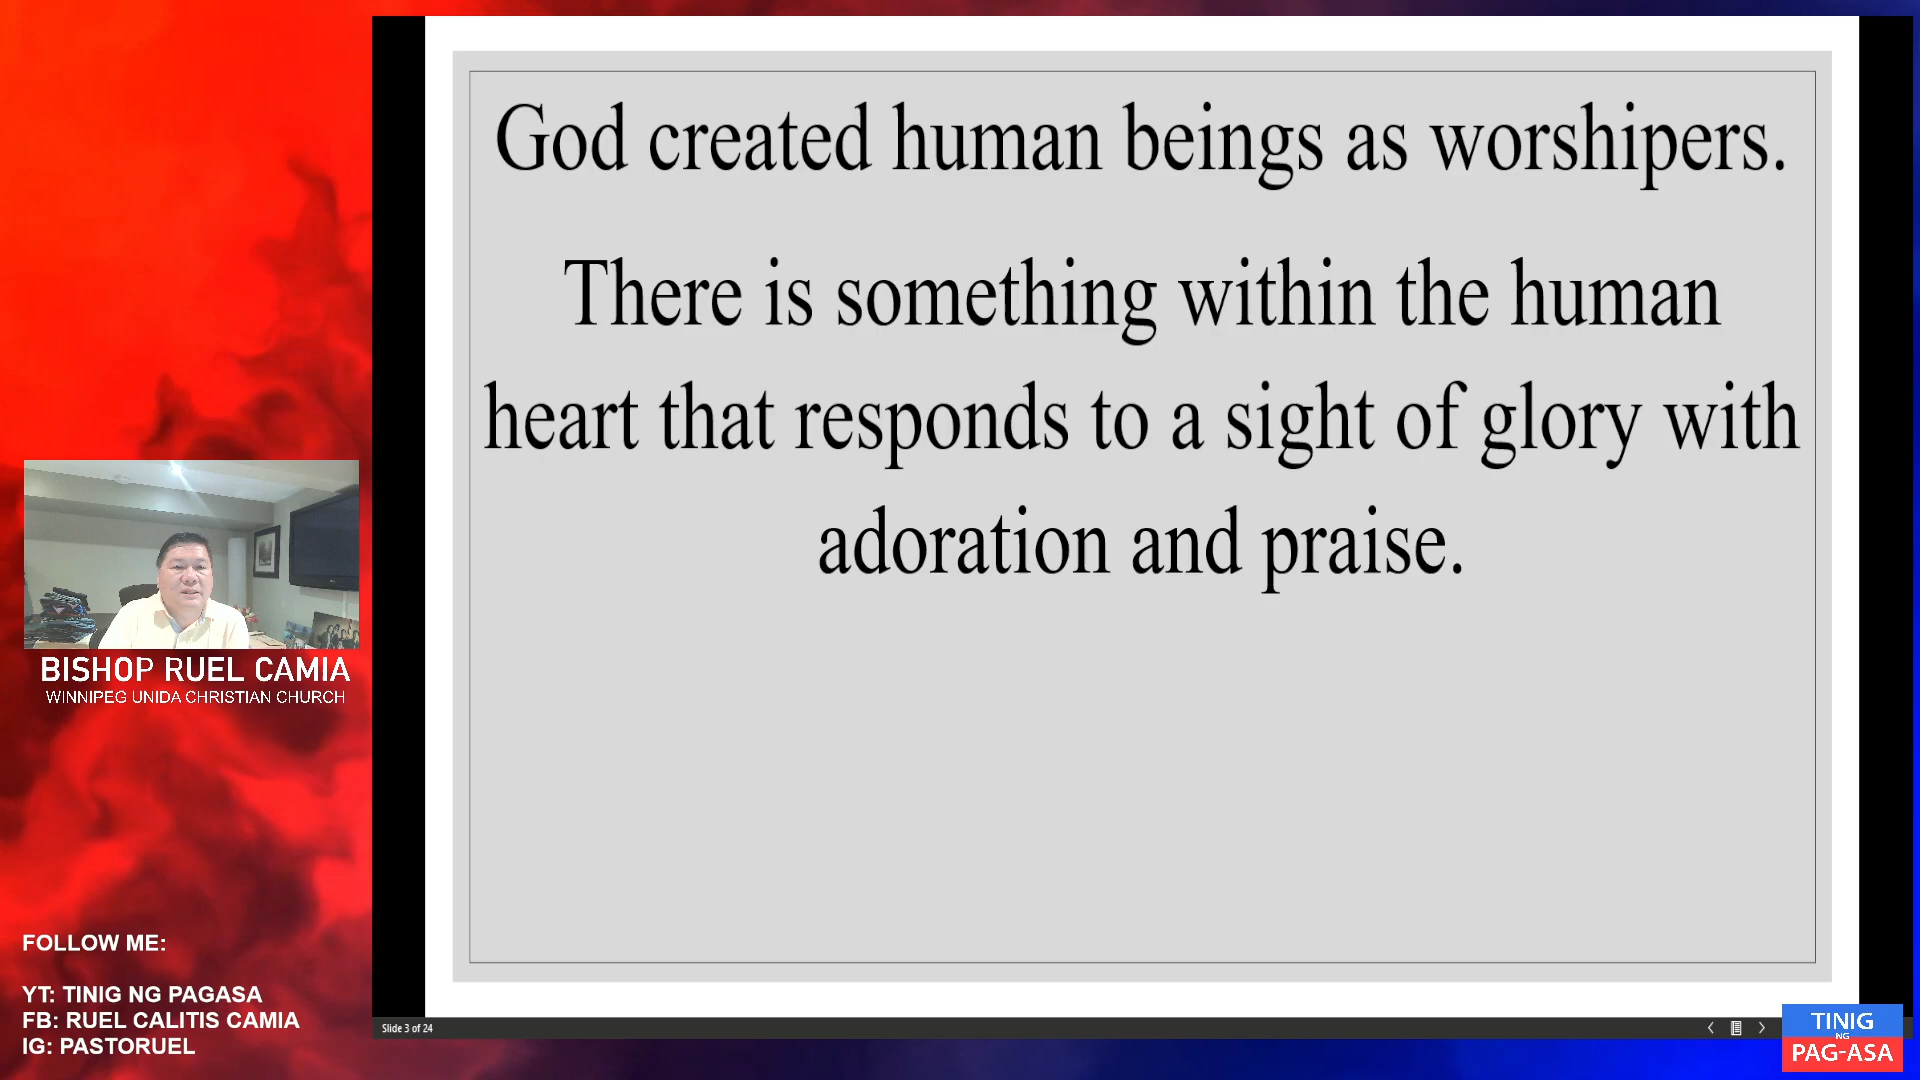 God created human beings as worshipers.
There is something within the human
heart that responds to a sight of glory with
adoration and praise.
BISHOP RUEL CAMIA
WINNIPEG UNIDA CHRISTIAN CHURCH
FOLLOW ME:
YT: TINIG NG PAGASA
FB: RUEL CALITIS CAMIA
IG: PASTORUEL
Slide 3 of 24
TINIG
NG
PAG-ASA